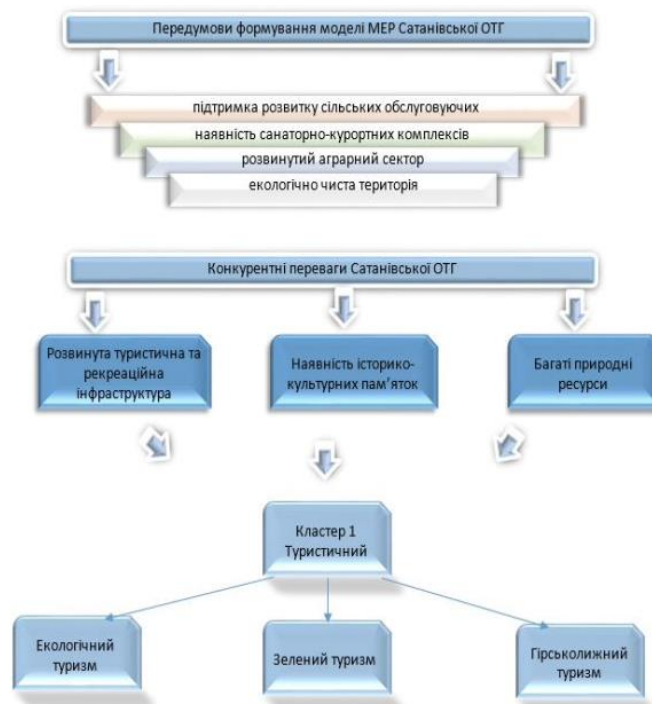 Передумови формування моделі МЕР Сатанівської ОТГ
підтримка розвитку сільських обслуговуючих
наявність санаторно-курортних комплексів
розвинутий аграрний сектор
екологічно чиста територія
Конкурентні переваги Сатанівської ОТГ
Розвинута туристична та
рекреаційна
інфраструктура
Наявність історико-
культурних пам’яток
Багаті природні
ресурси
Кластер 1
Туристичний
Екологічний
туризм
Зелений туризм
Гірськолижний
туризм